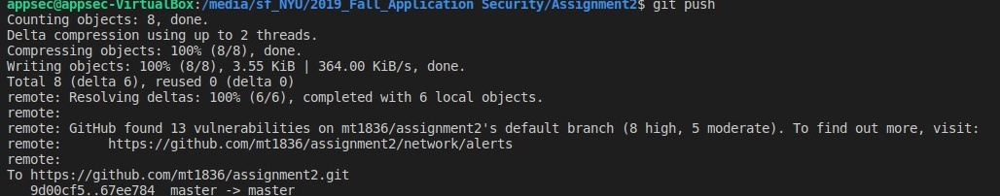 appsec@appsec-VirtualBox:/media/sf_NYU/2019_Fall_Application Security/Assignment2$ git push
Counting objects: 8, done.
Delta compression using up to 2 threads.
Compressing objects: 100% (8/8), done.
Writing objects: 100% (8/8), 3.55 KiB | 364.00 KiB/s, done.
Total 8 (delta 6), reused 0 (delta 0)
remote: Resolving deltas: 100% (6/6), completed with 6 local objects.
remote:
remote: GitHub found 13 vulnerabilities on mt1836/assignment2's default branch (8 high, 5 moderate). To find out more, visit:
remote:      https://github.com/mt1836/assignment2/network/alerts
remote:
To https://github.com/mt1836/assignment2.git
   9d00cf5..67ee784  master -> master